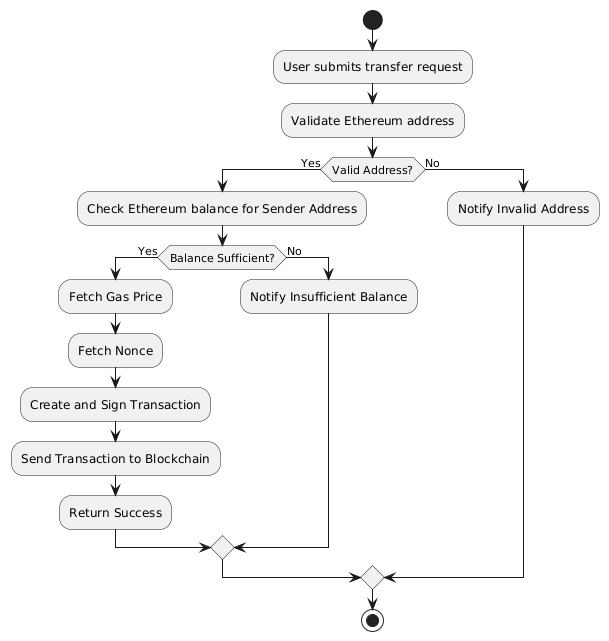 User submits transfer request
Validate Ethereum address
Valid Address?
Yes
No
Check Ethereum balance for Sender Address
Notify Invalid Address
Balance Sufficient?
Yes
No
Fetch Gas Price
Notify Insufficient Balance
Fetch Nonce
Create and Sign Transaction
Send Transaction to Blockchain
Return Success